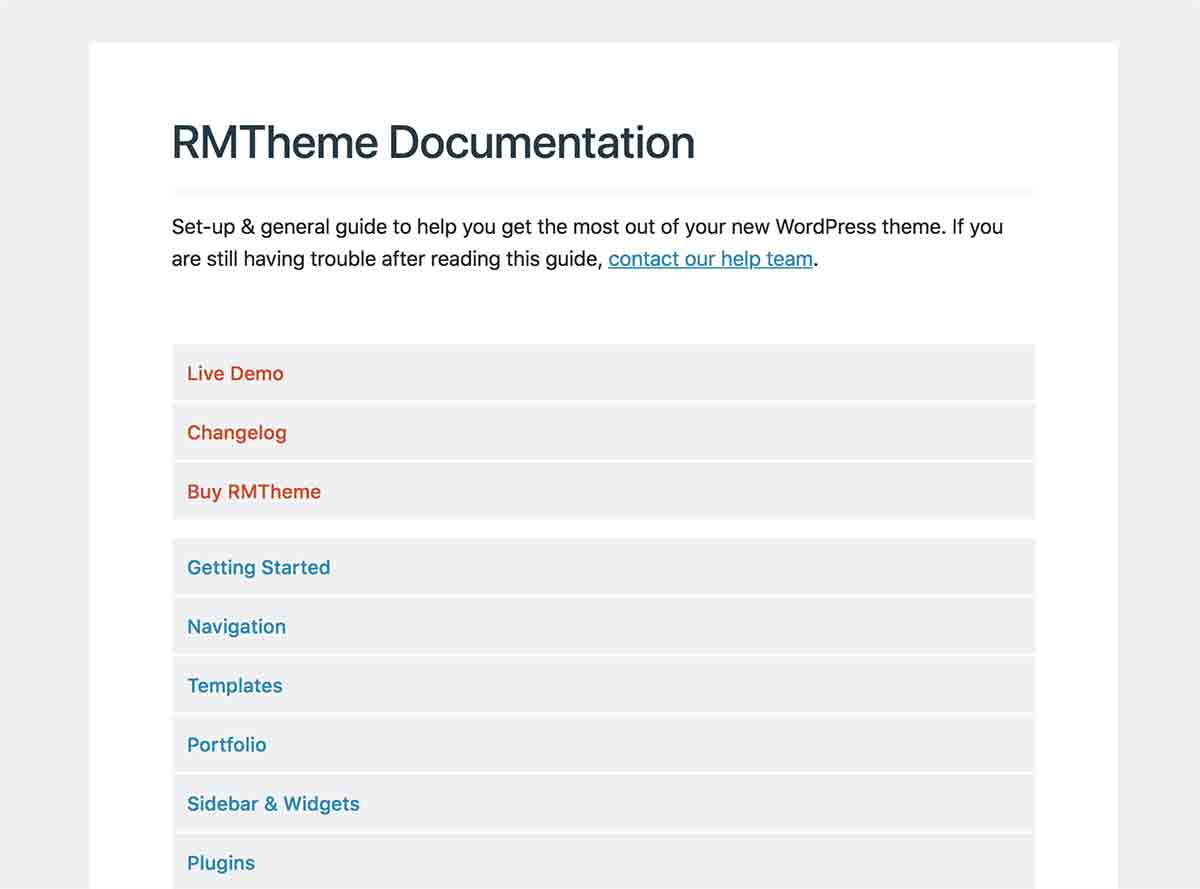 RMTheme Documentation
Set-up & general guide to help you get the most out of your new WordPress theme. If you
are still having trouble after reading this guide, contact our help team.
Live Demo
Changelog
Buy RMTheme
Getting Started
Navigation
Templates
Portfolio
Sidebar & Widgets
Plugins